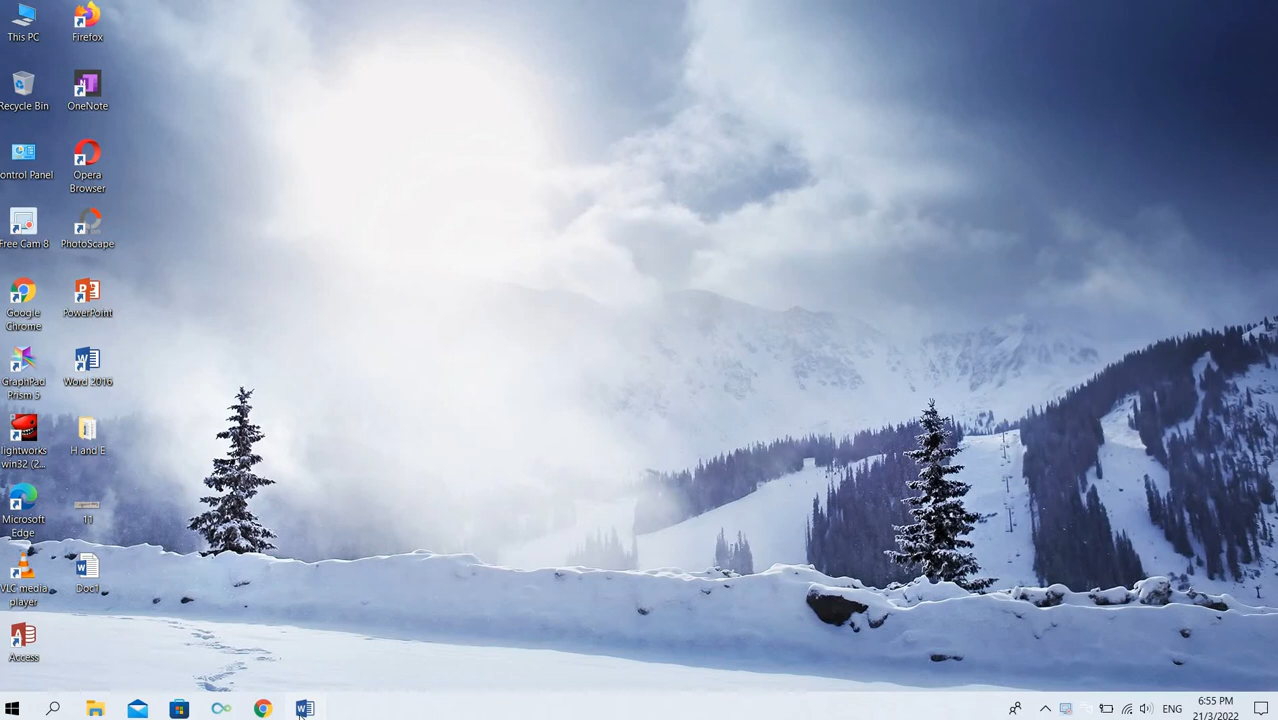 This PC
Firefox
Recycle Bin
OneNote
ontrol Panel
Opera
Browser
Free Cam 8
PhotoScape
Google
Chrome
PowerPoint
GraphPad
Prism 5
Word 2016
lightworks
win32 (2...
H and E
Microsoft
Edge
11
VLC media
player
Doc1
Access
ENG
6:55 PM
21/3/2022